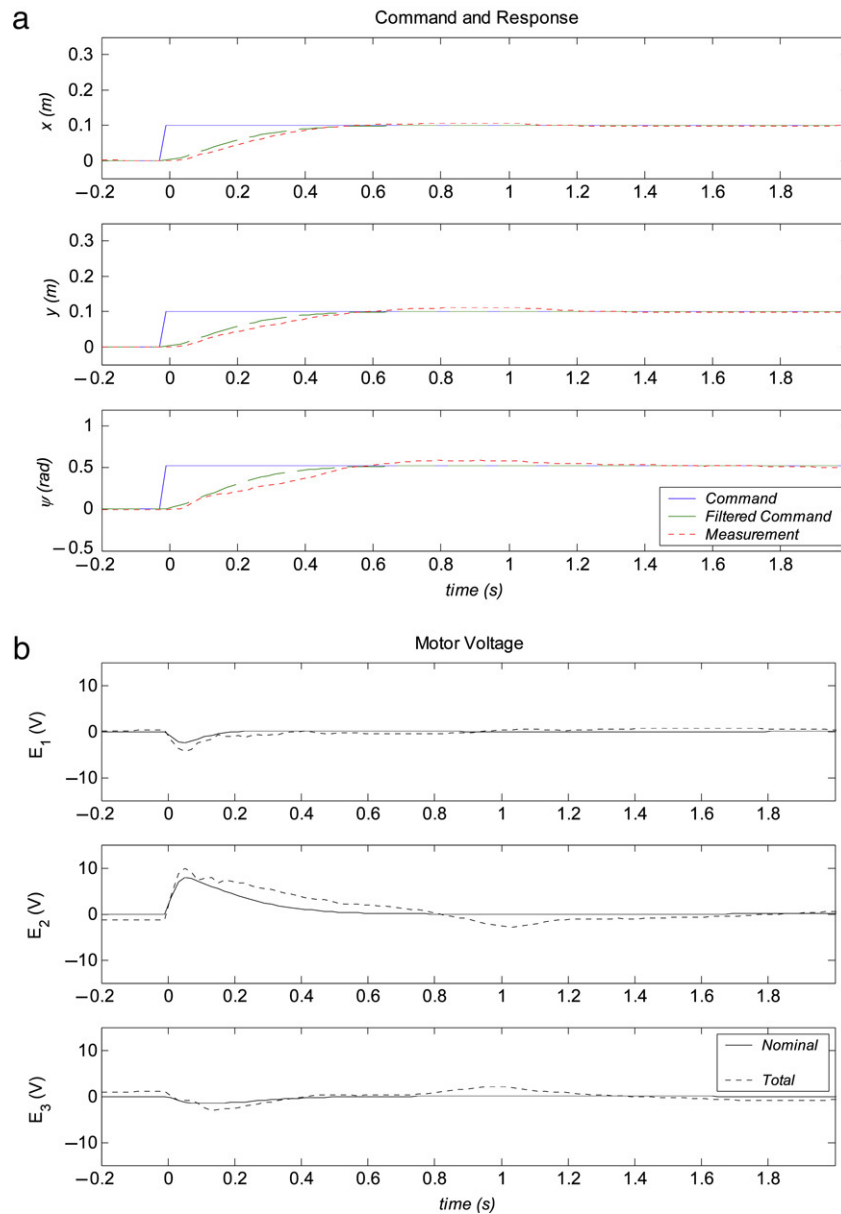 a
Command and Response
x (m)
0.3
0.2
0.1
0
−0.2 0 0.2 0.4 0.6 0.8 1 1.2 1.4 1.6 1.8
y (m)
0.3
0.2
0.1
0
−0.2 0 0.2 0.4 0.6 0.8 1 1.2 1.4 1.6 1.8
ψ (rad)
1
0.5
0
−0.5
Command
Filtered Command
Measurement
−0.2 0 0.2 0.4 0.6 0.8 1 1.2 1.4 1.6 1.8
time (s)
b
Motor Voltage
E1 (V)
10
0
−10
−0.2 0 0.2 0.4 0.6 0.8 1 1.2 1.4 1.6 1.8
E2 (V)
10
0
−10
−0.2 0 0.2 0.4 0.6 0.8 1 1.2 1.4 1.6 1.8
E3 (V)
10
0
−10
Nominal
Total
−0.2 0 0.2 0.4 0.6 0.8 1 1.2 1.4 1.6 1.8
time (s)